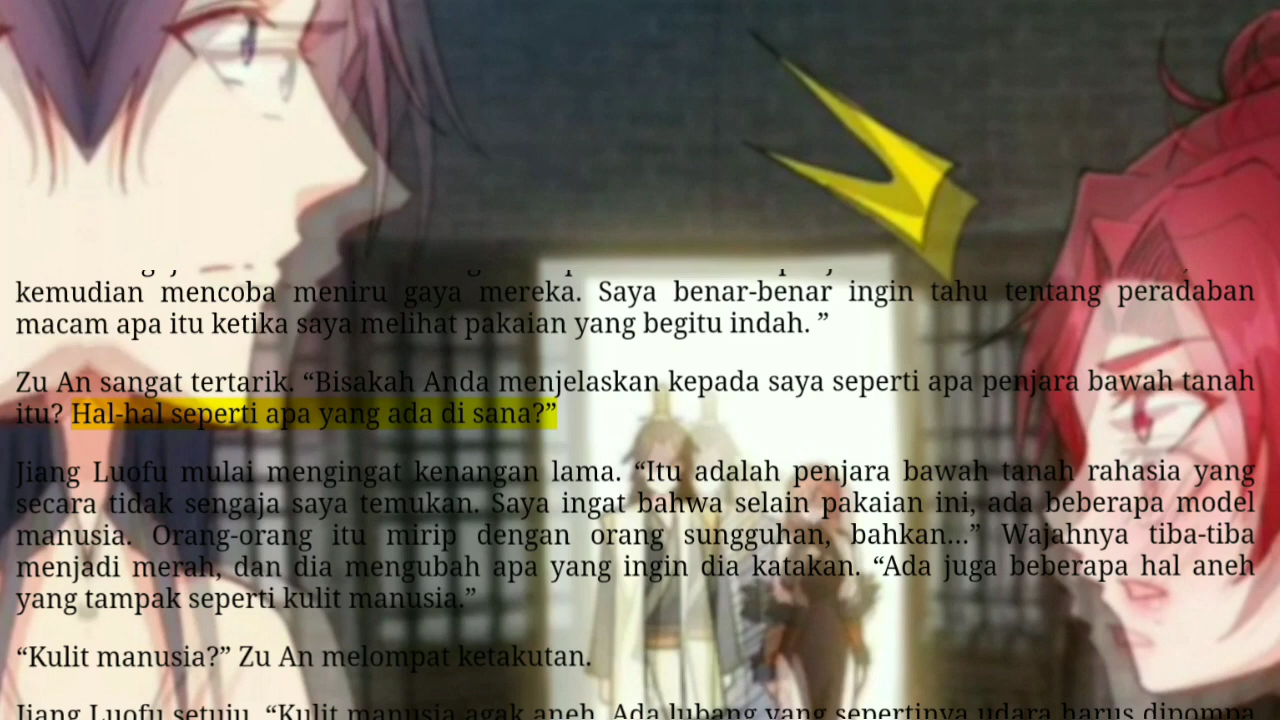 kemudian mencoba meniru gaya mereka. Saya benar-benar ingin tahu tentang peradaban
macam apa itu ketika saya melihat pakaian yang begitu indah. ”
Zu An sangat tertarik. “Bisakah Anda menjelaskan kepada saya seperti apa penjara bawah tanah
itu? Hal-hal seperti apa yang ada di sana?”
Jiang Luofu mulai mengingat kenangan lama. “Itu adalah penjara bawah tanah rahasia yang
secara tidak sengaja saya temukan. Saya ingat bahwa selain pakaian ini, ada beberapa model
manusia. Orang-orang itu mirip dengan orang sungguhan, bahkan...” Wajahnya tiba-tiba
menjadi merah, dan dia mengubah apa yang ingin dia katakan. “Ada juga beberapa hal aneh
yang tampak seperti kulit manusia.”
“Kulit manusia?” Zu An melompat ketakutan.
Jiang Luofu setuju. “Kulit manusia agak aneh. Ada lubang yang sepertinya udara harus dipompa